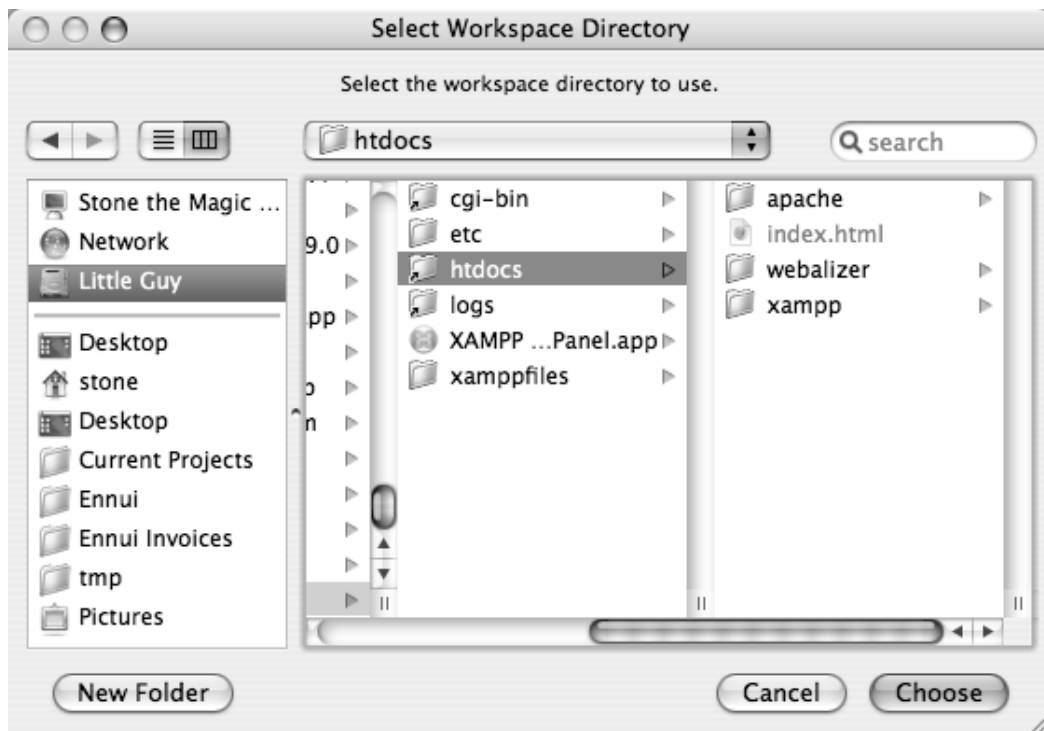 Select Workspace Directory
Select the workspace directory to use.
htdocs
search
Stone the Magic ...
Network
Little Guy
Desktop
stone
Desktop
Current Projects
Ennui
Ennui Invoices
tmp
Pictures
9.0
pp
n
cgi-bin
etc
htdocs
logs
XAMPP ...Panel.app
xamppfiles
apache
index.html
webalizer
xampp
New Folder
Cancel
Choose